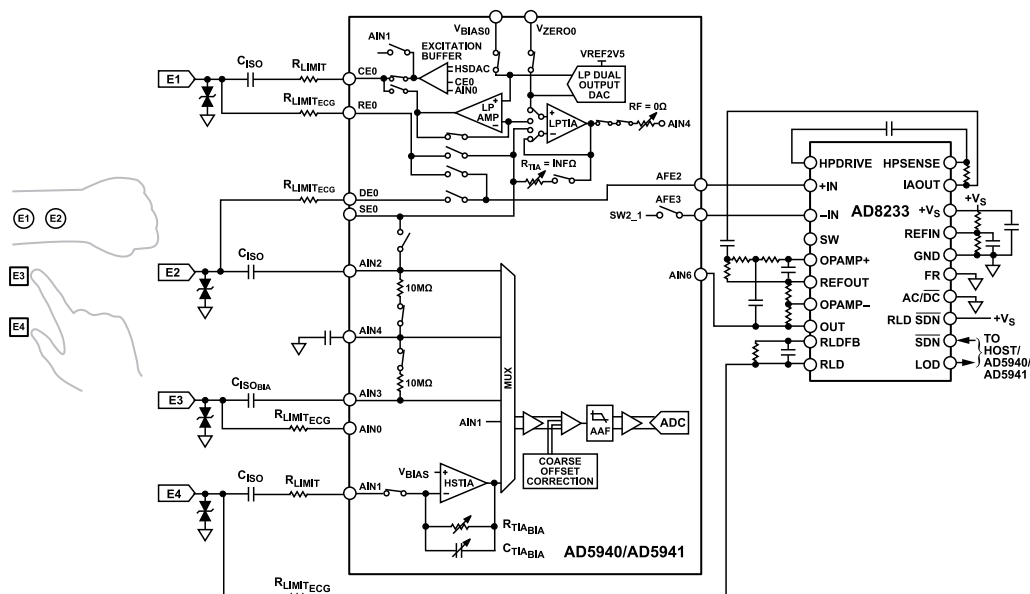 VBIAS0
VZERO0
AIN1
EXCITATION
BUFFER
HSDAC
CE0
AIN0
VREF2V5
LP DUAL
OUTPUT
DAC
E1
CISO
RLIMIT
CE0
RLIMITECG
RE0
LP
AMP
LPTIA
RF = 0Ω
AIN4
RTIA = INFΩ
HPDRIVE
HPSENSE
+IN
IAOUT
AD8233
-IN
+VS
+VS
SW
REFIN
OPAMP+
GND
REFOUT
FR
OPAMP–
AC/DC
OUT
RLD SDN
+VS
RLDFB
SDN
RLD
LOD
TO
HOST/
AD5940/
AD5941
RLIMITECG
DE0
SE0
AFE2
AFE3
SW2_1
E1
E2
E3
E4
E2
CISO
AIN2
AIN6
10MΩ
AIN4
10MΩ
MUX
E3
CISOBIA
AIN3
RLIMITECG
AIN0
AIN1
AAF
ADC
COARSE
OFFSET
CORRECTION
E4
CISO
RLIMIT
AIN1
VBIAS
HSTIA
RTIABIA
CTIABIA
AD5940/AD5941
RLIMITECG